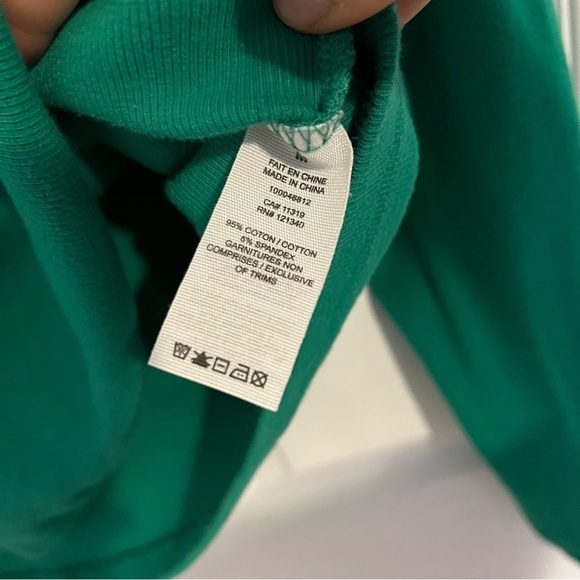 M
FAIT EN CHINE
MADE IN CHINA
100046812
CA# 11319
RN# 121340
95% COTON / COTTON
5% SPANDEX
GARNITURES NON
COMPRISES / EXCLUSIVE
OF TRIMS